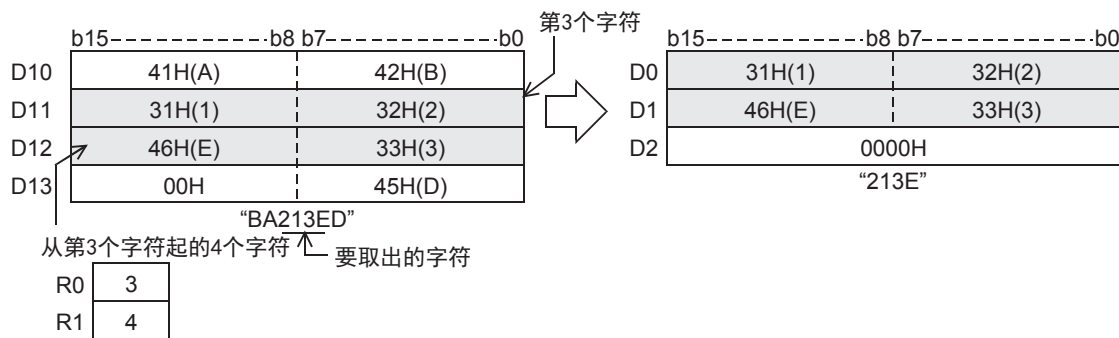 第3个字符
b15 b8 b7 b0
D10 41H(A) 42H(B)
D11 31H(1) 32H(2)
D12 46H(E) 33H(3)
D13 00H 45H(D)
“BA213ED”
从第3个字符起的4个字符
要取出的字符
R0 3
R1 4
b15 b8 b7 b0
D0 31H(1) 32H(2)
D1 46H(E) 33H(3)
D2 0000H
“213E”